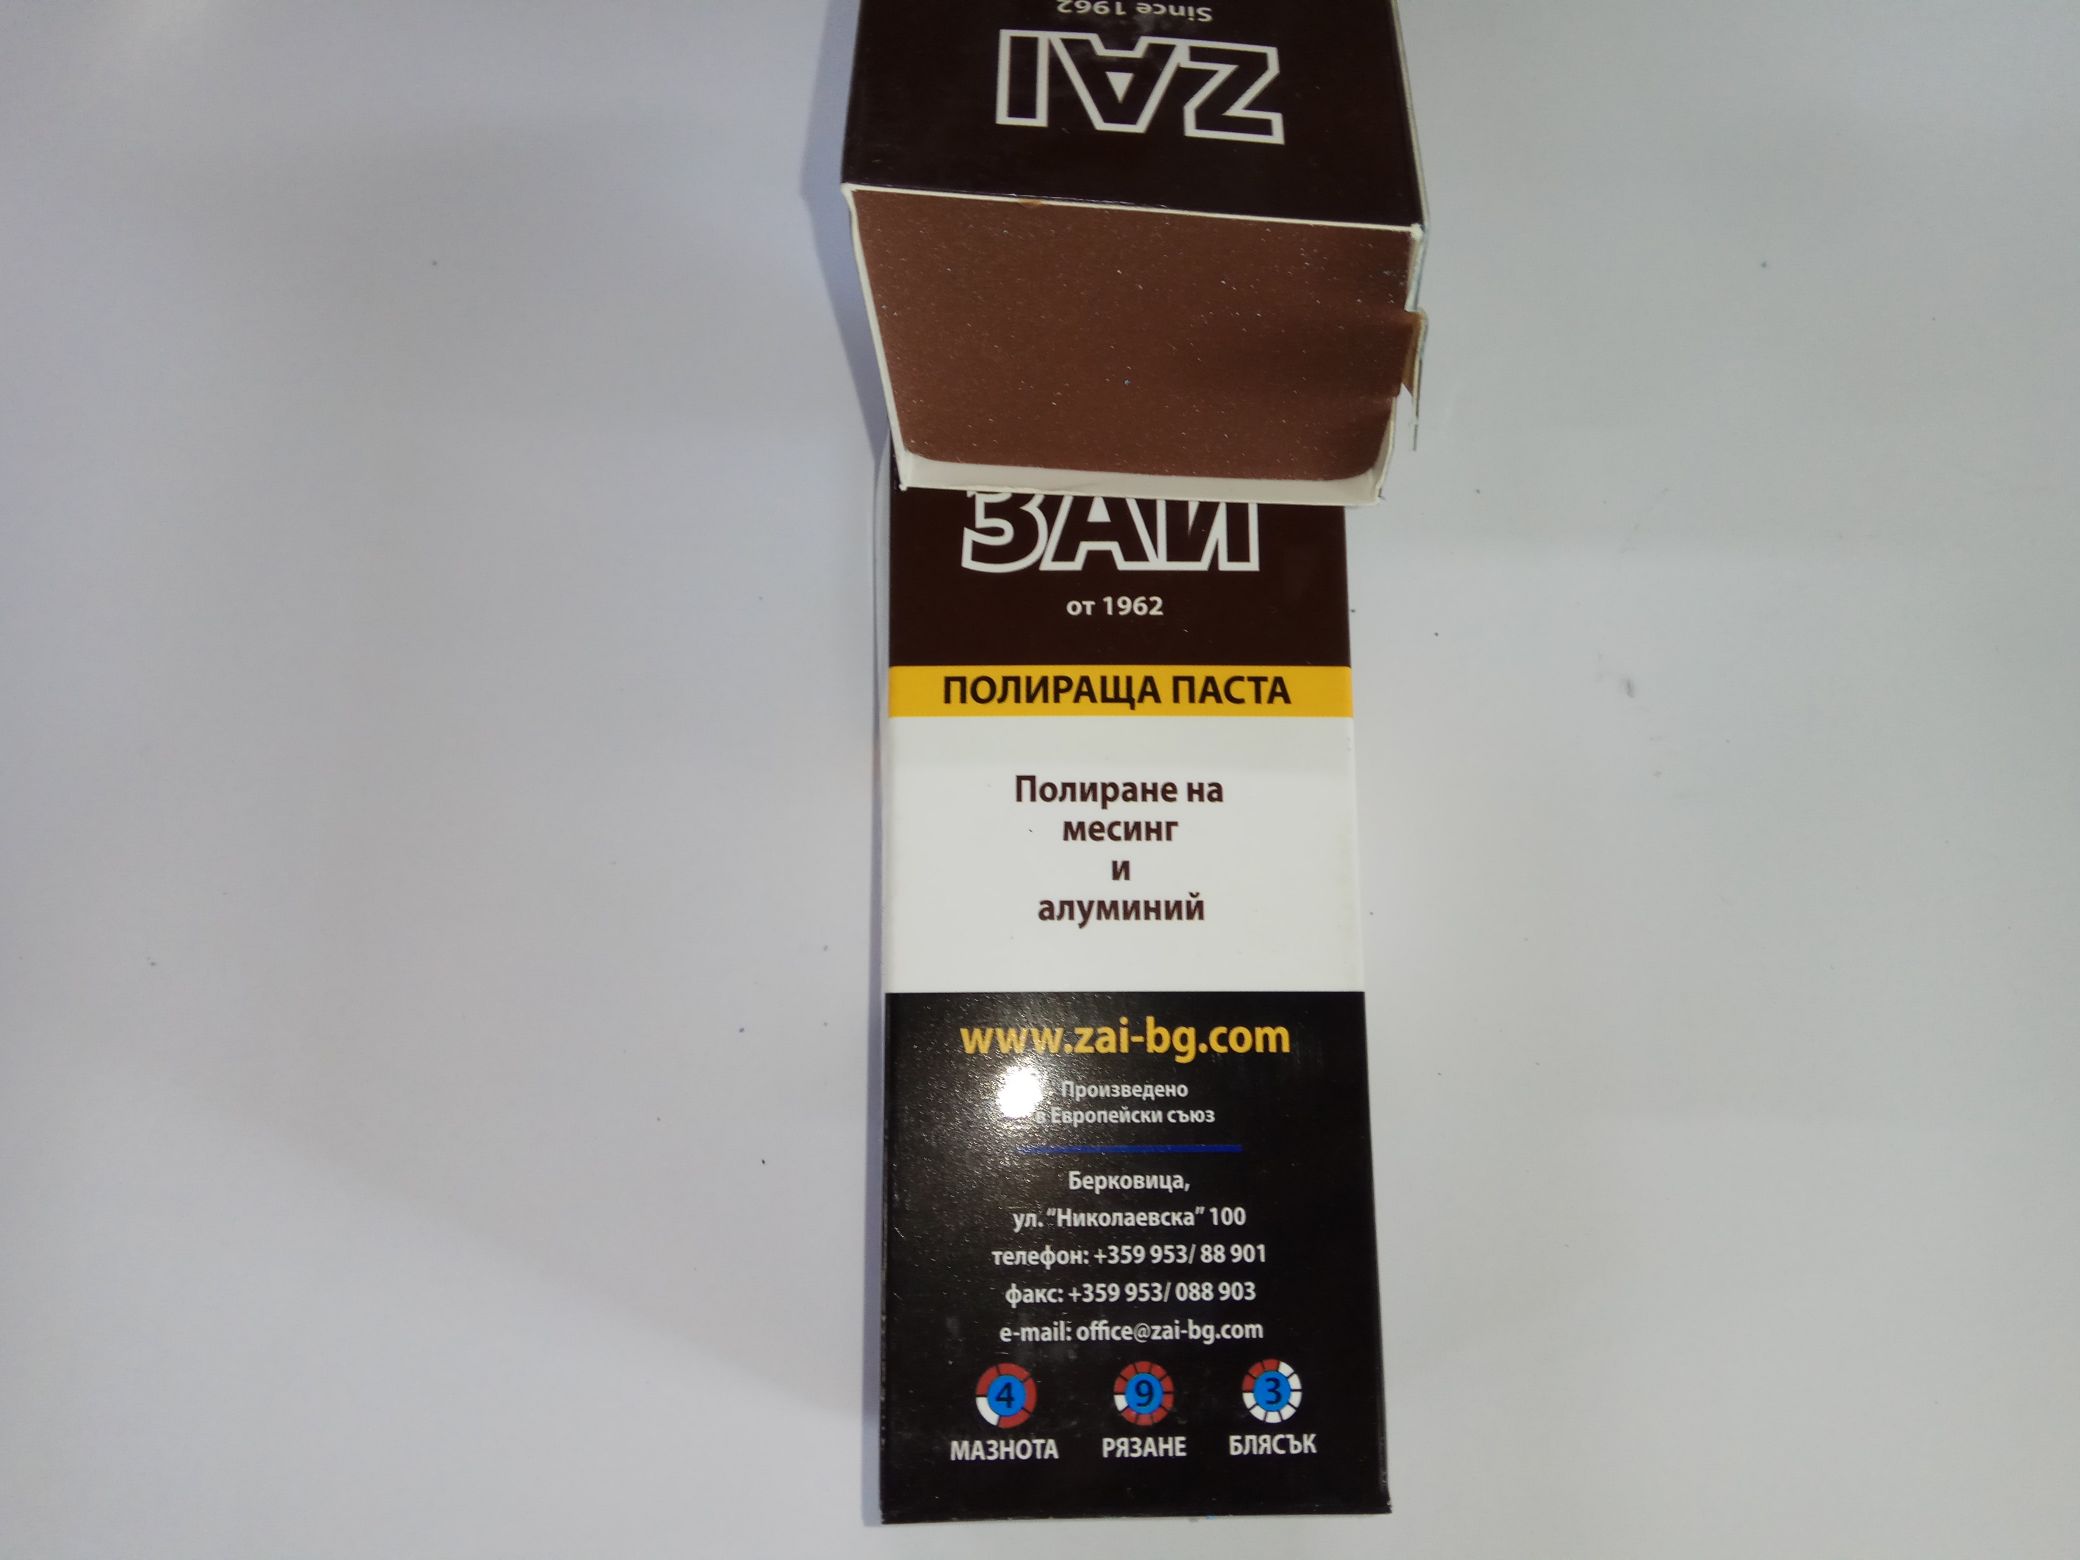 Since 1962
ZAI
ЗАЙ
от 1962
ПОЛИРАЩА ПАСТА
Полиране на
месинг
и
алуминий
www.zai-bg.com
Произведено
в Европейски съюз
Берковица,
ул. “Николаевска” 100
телефон: +359 953/ 88 901
факс: +359 953/ 088 903
e-mail: office@zai-bg.com
4 9 3
МАЗНОТА РЯЗАНЕ БЛЯСЪК